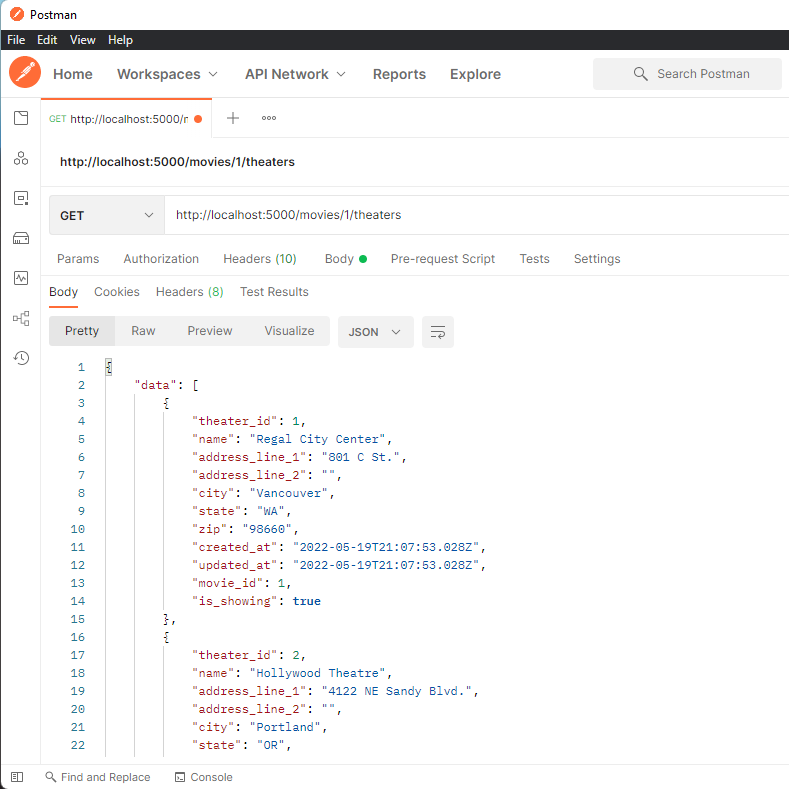 Postman
File Edit View Help
Home Workspaces API Network Reports Explore Search Postman
GET http://localhost:5000/r
http://localhost:5000/movies/1/theaters
GET http://localhost:5000/movies/1/theaters
Params Authorization Headers (10) Body Pre-request Script Tests Settings
Body Cookies Headers (8) Test Results
Pretty Raw Preview Visualize JSON
1 {
2 "data": [
3 {
4 "theater_id": 1,
5 "name": "Regal City Center",
6 "address_line_1": "801 C St.",
7 "address_line_2": "",
8 "city": "Vancouver",
9 "state": "WA",
10 "zip": "98660",
11 "created_at": "2022-05-19T21:07:53.028Z",
12 "updated_at": "2022-05-19T21:07:53.028Z",
13 "movie_id": 1,
14 "is_showing": true
15 },
16 {
17 "theater_id": 2,
18 "name": "Hollywood Theatre",
19 "address_line_1": "4122 NE Sandy Blvd.",
20 "address_line_2": "",
21 "city": "Portland",
22 "state": "OR",
Find and Replace Console